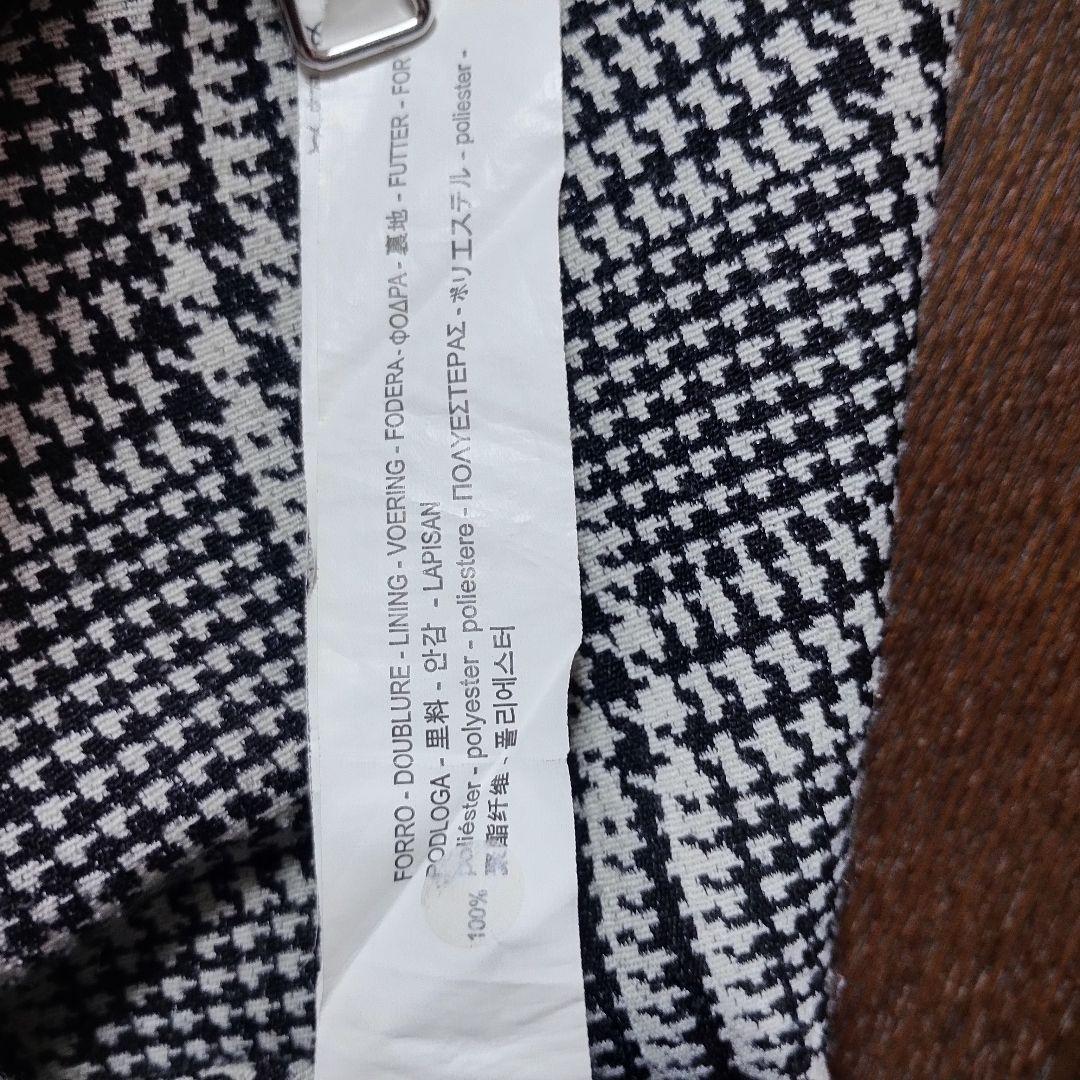 FORRO - DOUBLURE - LINING - VOERING - FODERA - ΦΟΔΡΑ - 裏地 - FUTTER - FOR
PODLOGA - 里料 - 안감 - LAPISAN
100% poliéster - polyester - poliestere - ΠΟΛΥΕΣΤΕΡΑΣ - ポリエステル - poliester -
聚酯纤维 、폴리에스터